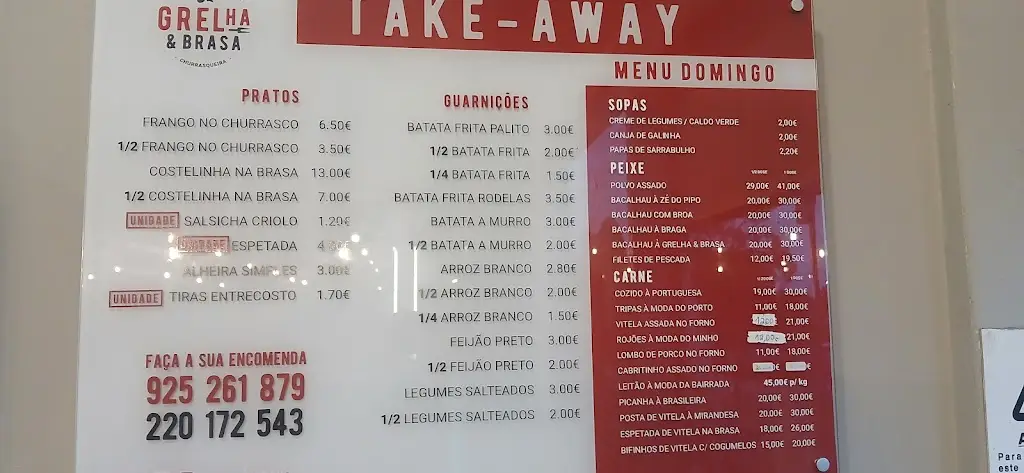 GRELHA
& BRASA
CHURRASQUEIRA
TAKE-AWAY
PRATOS
FRANGO NO CHURRASCO 6.50€
1/2 FRANGO NO CHURRASCO 3.50€
COSTELINHA NA BRASA 13.00€
1/2 COSTELINHA NA BRASA 7.00€
UNIDADE SALSICHA CRIOLO 1.20€
UNIDADE ESPETADA
ALHEIRA SIMPLES 3.00€
UNIDADE TIRAS ENTRECOSTO 1.70€
FAÇA A SUA ENCOMENDA
925 261 879
220 172 543
GUARNIÇÕES
BATATA FRITA PALITO 3.00€
1/2 BATATA FRITA 2.00€
1/4 BATATA FRITA 1.50€
BATATA FRITA RODELAS 3.50€
BATATA A MURRO 3.00€
1/2 BATATA A MURRO 2.00€
ARROZ BRANCO 2.80€
1/2 ARROZ BRANCO 2.00€
1/4 ARROZ BRANCO 1.50€
FEIJÃO PRETO 3.00€
1/2 FEIJÃO PRETO 2.00€
LEGUMES SALTEADOS 3.00€
1/2 LEGUMES SALTEADOS 2.00€
MENU DOMINGO
SOPAS
CREME DE LEGUMES / CALDO VERDE 2,00€
CANJA DE GALINHA 2,00€
PAPAS DE SARRABULHO 2,20€
PEIXE 1/2 DOSE 1 DOSE
POLVO ASSADO 29,00€ 41,00€
BACALHAU À ZÉ DO PIPO 20,00€ 30,00€
BACALHAU COM BROA 20,00€ 30,00€
BACALHAU À BRAGA 20,00€ 30,00€
BACALHAU À GRELHA & BRASA 20,00€ 30,00€
FILETES DE PESCADA 12,00€ 19,50€
CARNE 1/2 DOSE 1 DOSE
COZIDO À PORTUGUESA 19,00€ 30,00€
TRIPAS À MODA DO PORTO 11,00€ 18,00€
VITELA ASSADA NO FORNO 21,00€
ROJÕES À MODA DO MINHO 21,00€
LOMBO DE PORCO NO FORNO 11,00€ 18,00€
CABRITINHO ASSADO NO FORNO € €
LEITÃO À MODA DA BAIRRADA 45,00€ p/ kg
PICANHA À BRASILEIRA 20,00€ 30,00€
POSTA DE VITELA À MIRANDESA 20,00€ 30,00€
ESPETADA DE VITELA NA BRASA 18,00€ 26,00€
BIFINHOS DE VITELA C/ COGUMELOS 15,00€ 20,00€
Para
este